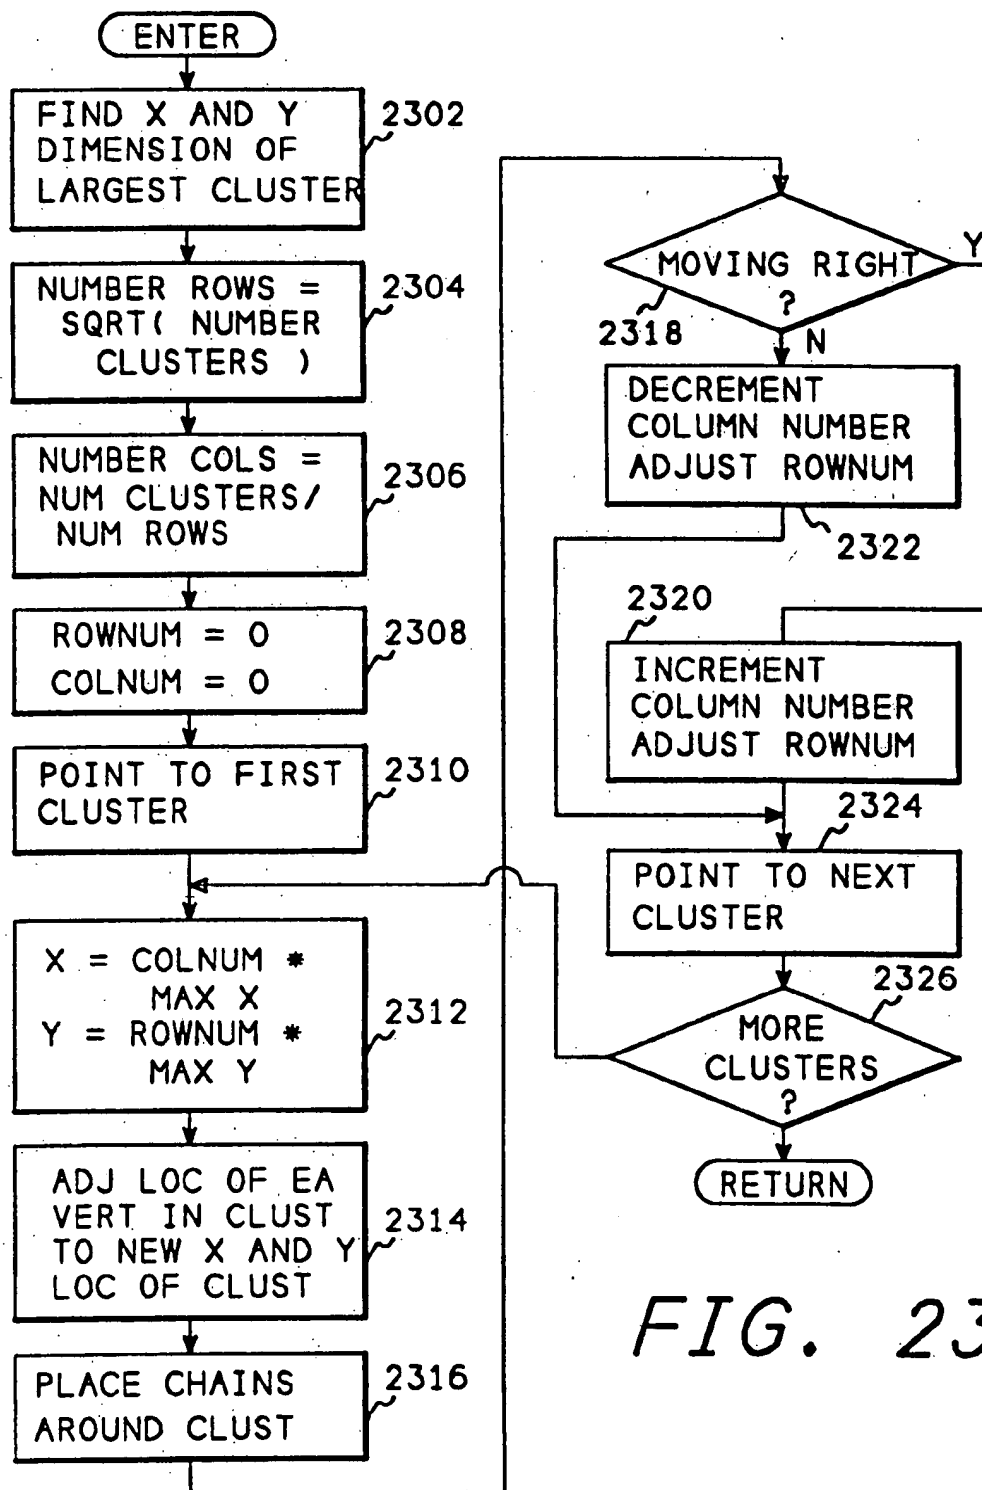 ENTER
FIND X AND Y
DIMENSION OF
LARGEST CLUSTER
2302
NUMBER ROWS =
SQRT( NUMBER
CLUSTERS )
2304
NUMBER COLS =
NUM CLUSTERS/
NUM ROWS
2306
ROWNUM = 0
COLNUM = 0
2308
POINT TO FIRST
CLUSTER
2310
X = COLNUM *
MAX X
Y = ROWNUM *
MAX Y
2312
ADJ LOC OF EA
VERT IN CLUST
TO NEW X AND Y
LOC OF CLUST
2314
PLACE CHAINS
AROUND CLUST
2316
MOVING RIGHT
?
2318
Y
N
DECREMENT
COLUMN NUMBER
ADJUST ROWNUM
2322
2320
INCREMENT
COLUMN NUMBER
ADJUST ROWNUM
2324
POINT TO NEXT
CLUSTER
2326
MORE
CLUSTERS
?
RETURN
FIG. 23